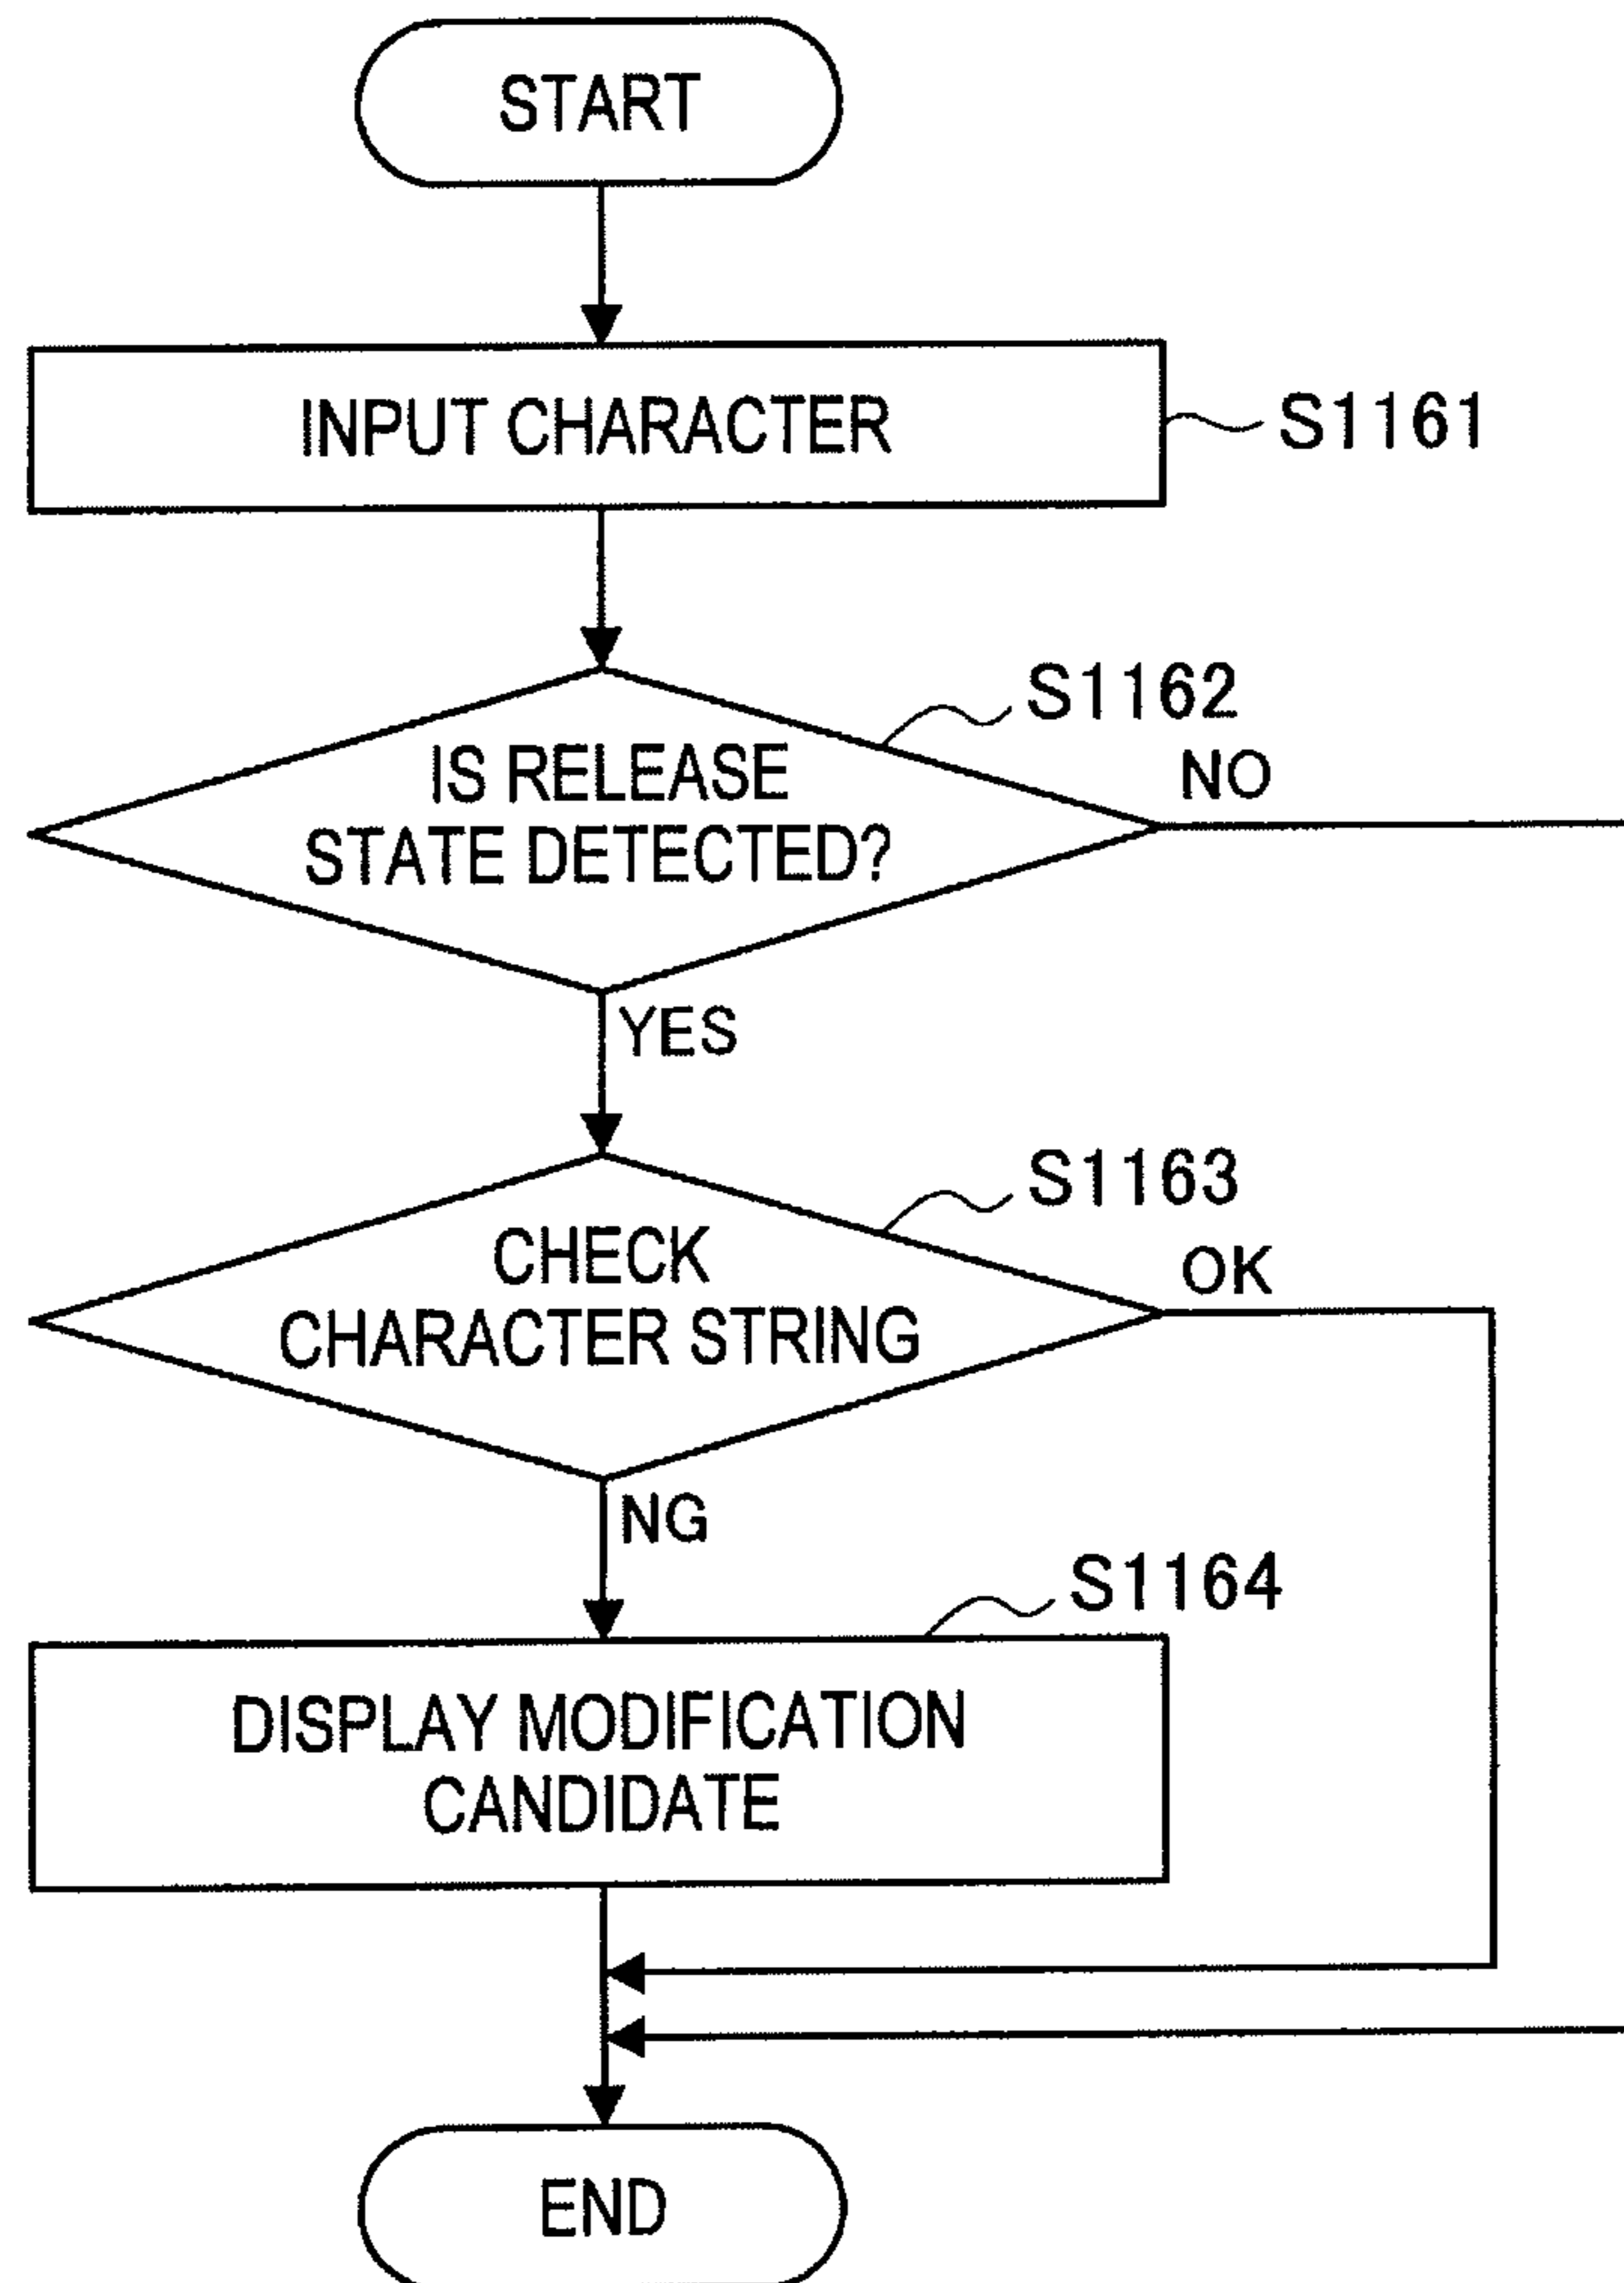 START
INPUT CHARACTER
S1161
S1162
IS RELEASE
STATE DETECTED?
NO
YES
S1163
CHECK
CHARACTER STRING
OK
NG
S1164
DISPLAY MODIFICATION
CANDIDATE
END